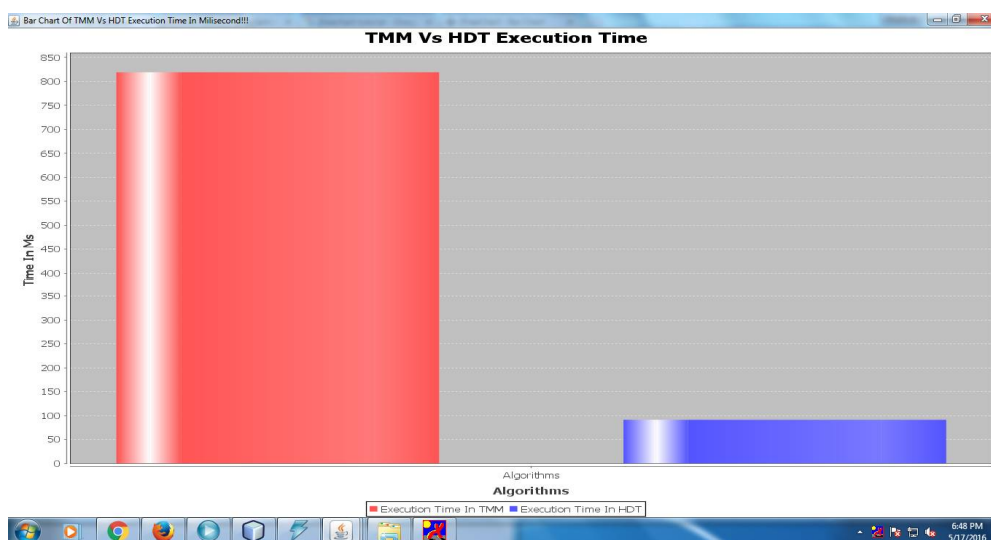 Bar Chart Of TMM Vs HDT Execution Time In Milisecond!!!
TMM Vs HDT Execution Time
850
800
750
700
650
600
550
500
450
400
350
300
250
200
150
100
50
0
Time In Ms
Algorithms
Algorithms
Execution Time In TMM Execution Time In HDT
6:48 PM
5/17/2016